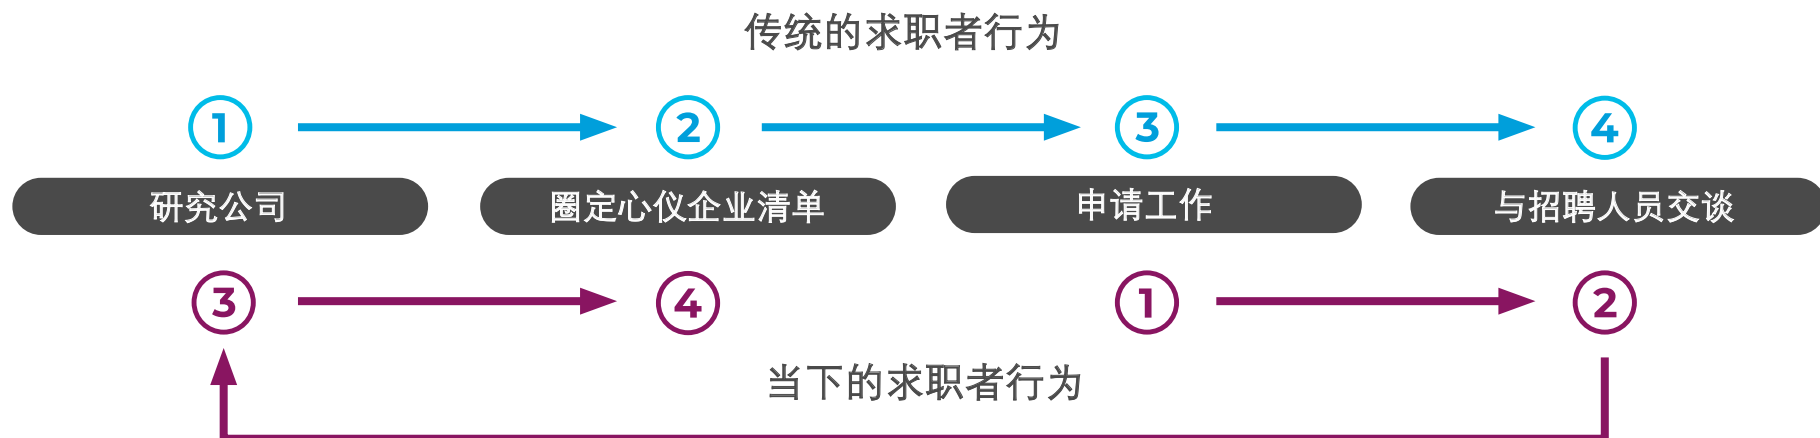 传统的求职者行为
1 2 3 4
研究公司 圈定心仪企业清单 申请工作 与招聘人员交谈
3 4 1 2
当下的求职者行为